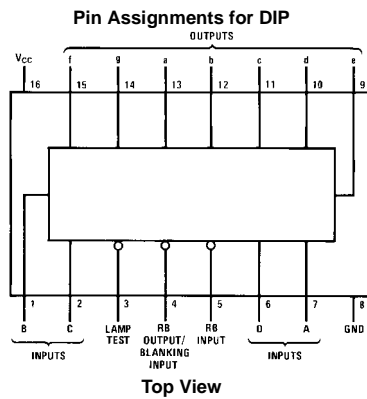 Pin Assignments for DIP
OUTPUTS
VCC f g a b c d e
16 15 14 13 12 11 10 9
1 2 3 4 5 6 7 8
B C LAMP TEST RB OUTPUT/ BLANKING INPUT RB INPUT D A GND
INPUTS INPUTS
Top View